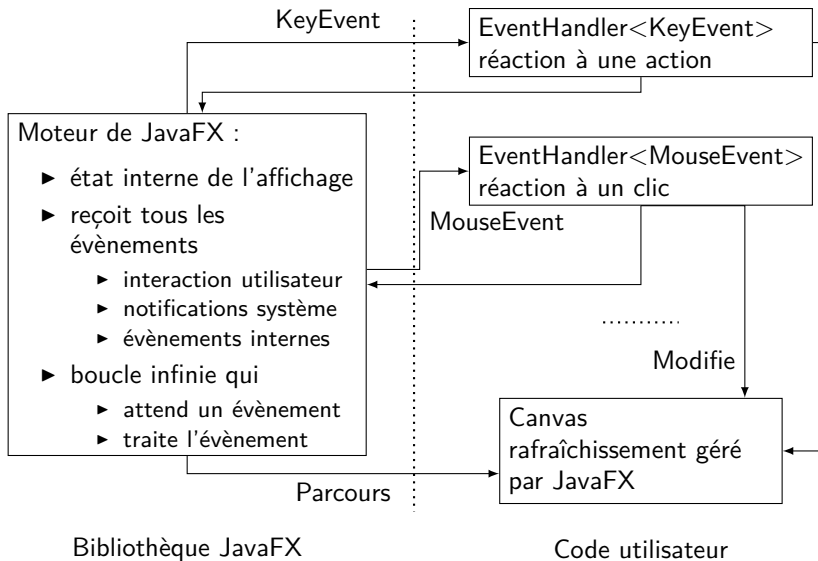 KeyEvent
EventHandler<KeyEvent>
réaction à une action
Moteur de JavaFX :
► état interne de l'affichage
► reçoit tous les
évènements
► interaction utilisateur
► notifications système
► évènements internes
► boucle infinie qui
► attend un évènement
► traite l'évènement
EventHandler<MouseEvent>
réaction à un clic
MouseEvent
Modifie
Canvas
rafraîchissement géré
par JavaFX
Parcours
Bibliothèque JavaFX
Code utilisateur